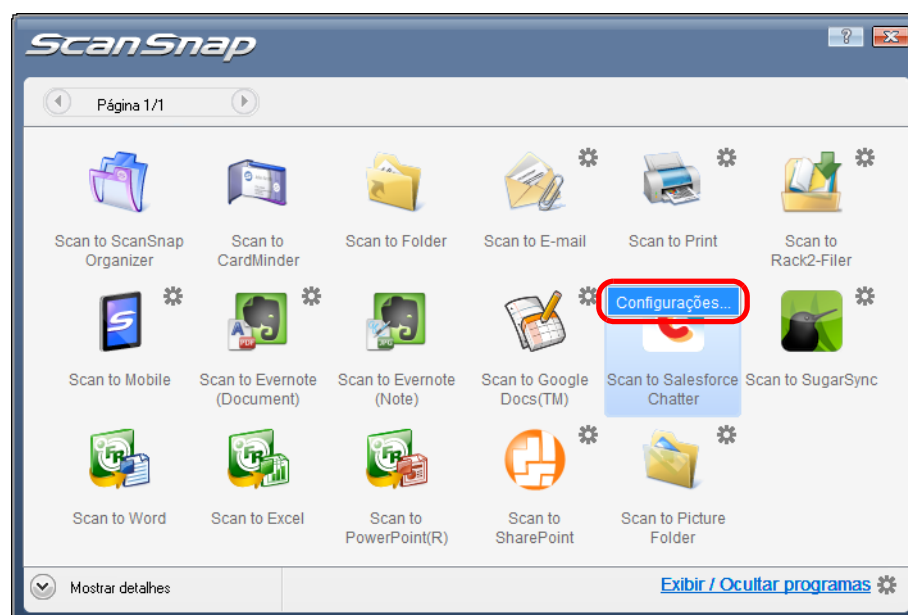 ScanSnap
?
Página 1/1
Scan to ScanSnap
Organizer
Scan to
CardMinder
Scan to Folder
Scan to E-mail
Scan to Print
Scan to
Rack2-Filer
Configurações...
Scan to Mobile
Scan to Evernote
(Document)
Scan to Evernote
(Note)
Scan to Google
Docs(TM)
Scan to Salesforce
Chatter
Scan to SugarSync
Scan to Word
Scan to Excel
Scan to
PowerPoint(R)
Scan to
SharePoint
Scan to Picture
Folder
Mostrar detalhes
Exibir / Ocultar programas